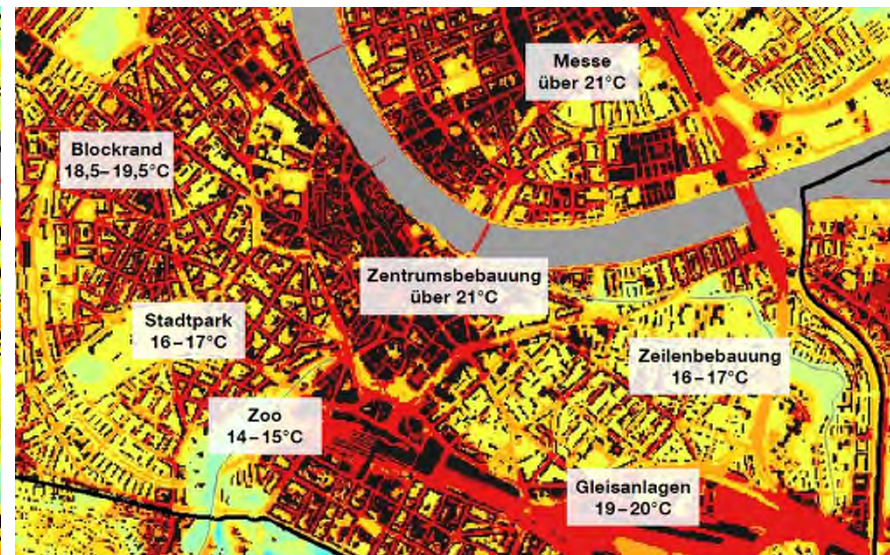 Messe
über 21°C
Blockrand
18,5–19,5°C
Zentrumsbebauung
über 21°C
Stadtpark
16–17°C
Zeilenbebauung
16–17°C
Zoo
14–15°C
Gleisanlagen
19–20°C